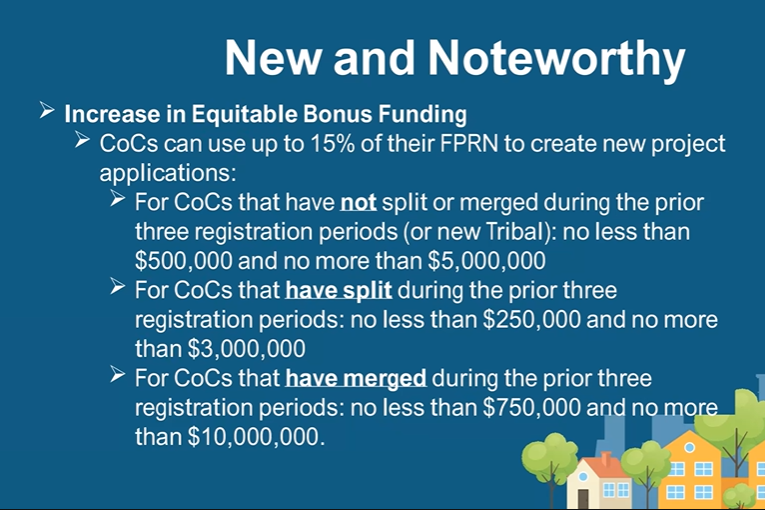 New and Noteworthy
Increase in Equitable Bonus Funding
CoCs can use up to 15% of their FPRN to create new project
applications:
For CoCs that have not split or merged during the prior
three registration periods (or new Tribal): no less than
$500,000 and no more than $5,000,000
For CoCs that have split during the prior three
registration periods: no less than $250,000 and no more
than $3,000,000
For CoCs that have merged during the prior three
registration periods: no less than $750,000 and no more
than $10,000,000.